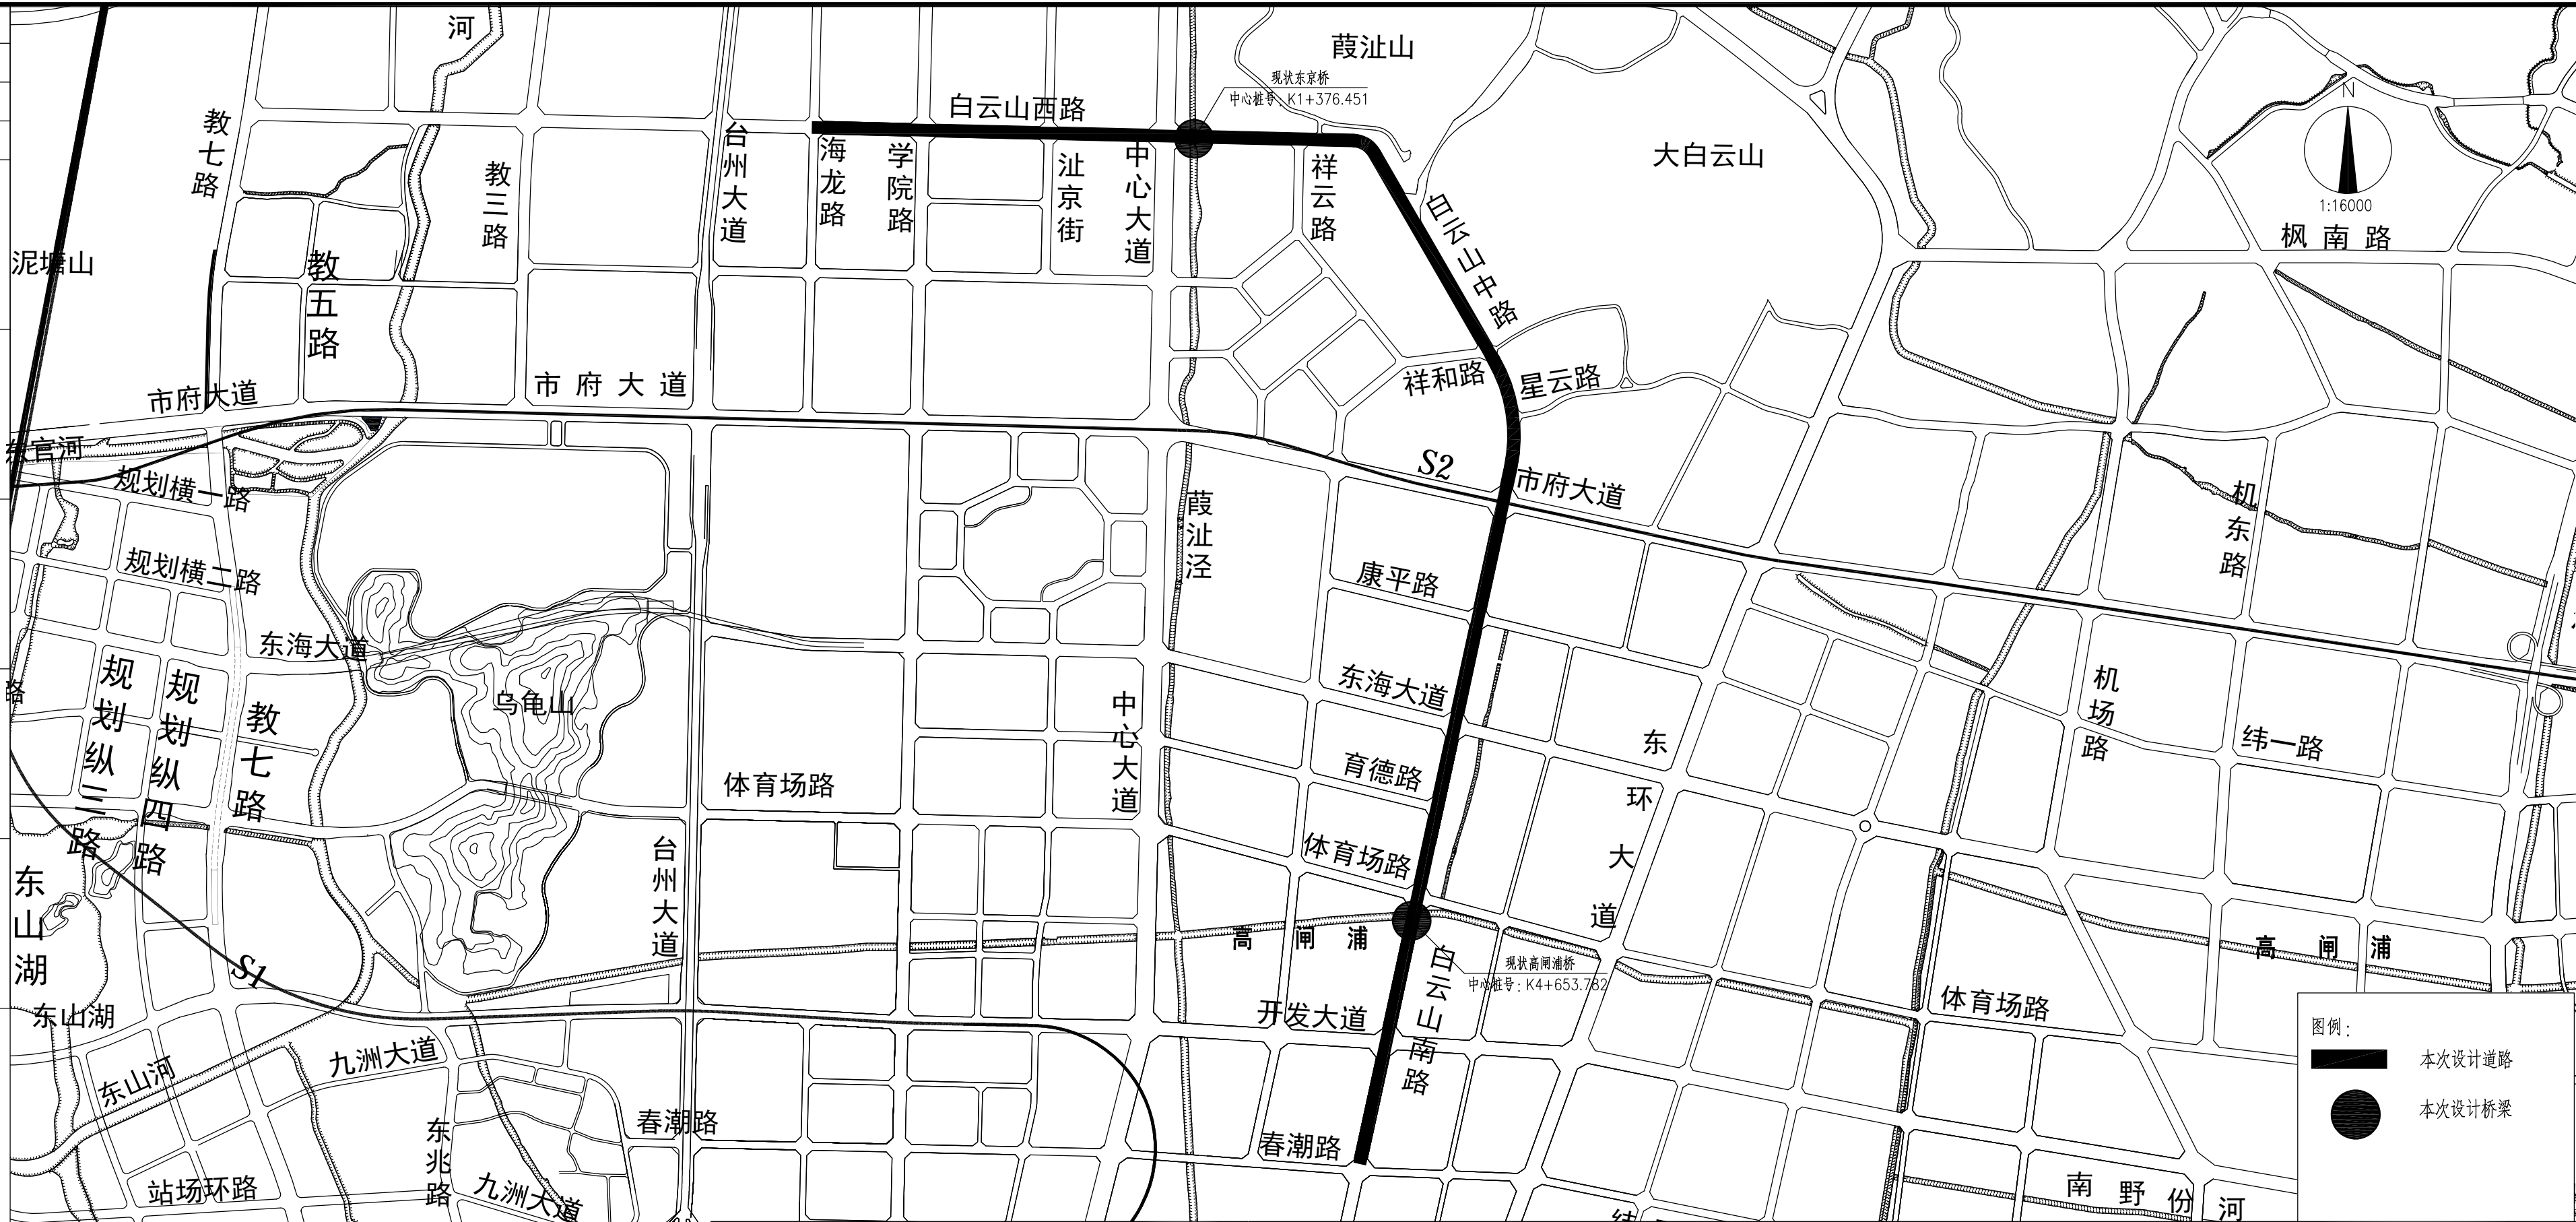 河
葭沚山
现状东京桥
中心桩号：K1+376.451
白云山西路
教七路
教三路
台州大道
海龙路
学院路
沚京街
中心大道
祥云路
大白云山
白云山中路
N
1:16000
枫南路
泥塘山
教五路
市府大道
市府大道
祥和路
星云路
S2
市府大道
东官河
规划横一路
规划横二路
葭沚泾
康平路
机东路
东海大道
东海大道
路
规划纵三路
规划纵四路
教七路
乌龟山
中心大道
体育场路
育德路
体育场路
东环大道
机场路
纬一路
台州大道
东山湖
高闸浦
高闸浦
现状高闸浦桥
中心桩号：K4+653.782
白云山南路
S1
东山湖
开发大道
体育场路
九洲大道
东山河
春潮路
春潮路
东兆路
站场环路
九洲大道
南野份河
图例：
本次设计道路
本次设计桥梁